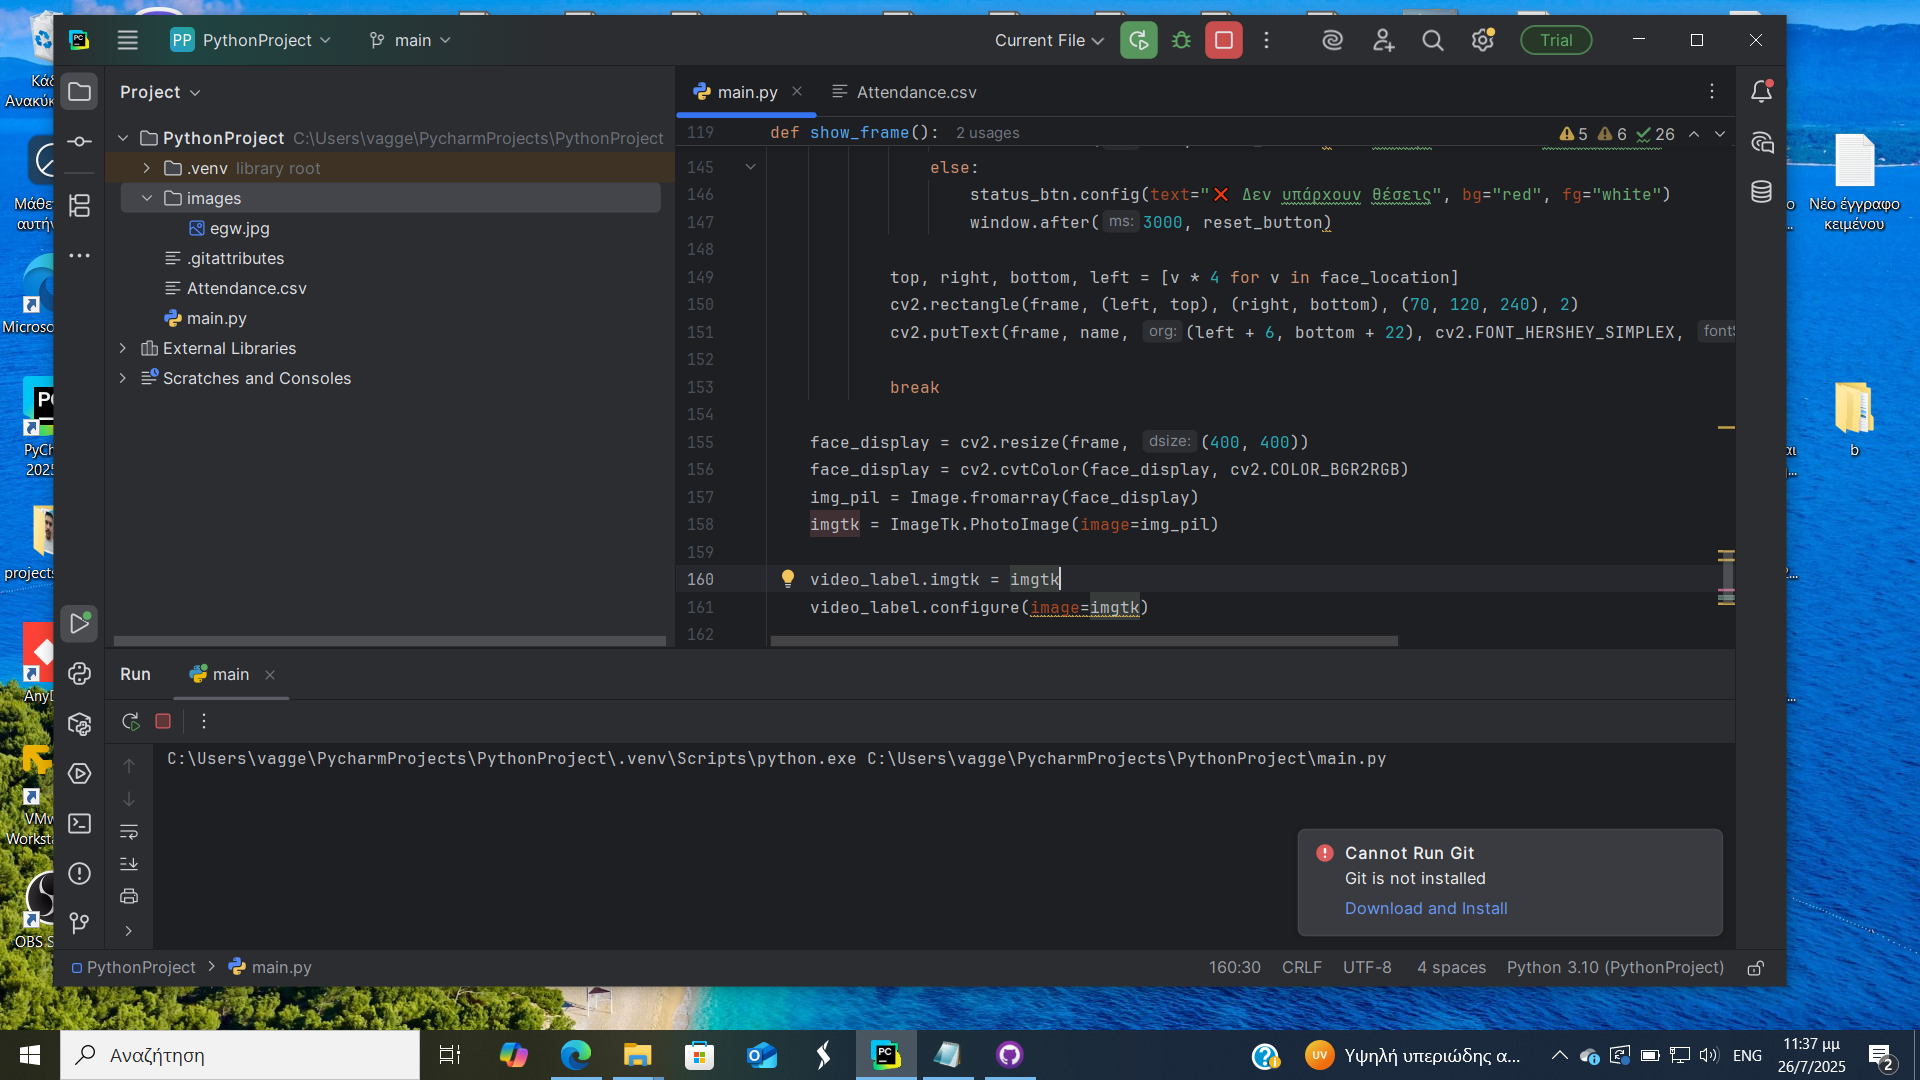 PP PythonProject
main
Current File
Trial
Project
main.py
Attendance.csv
PythonProject C:\Users\vagge\PycharmProjects\PythonProject
.venv library root
images
egw.jpg
.gitattributes
Attendance.csv
main.py
External Libraries
Scratches and Consoles
119 def show_frame(): 2 usages
5 6 26
145 else:
146 status_btn.config(text="❌ Δεν υπάρχουν θέσεις", bg="red", fg="white")
147 window.after( ms: 3000, reset_button)
148
149 top, right, bottom, left = [v * 4 for v in face_location]
150 cv2.rectangle(frame, (left, top), (right, bottom), (70, 120, 240), 2)
151 cv2.putText(frame, name, org: (left + 6, bottom + 22), cv2.FONT_HERSHEY_SIMPLEX, font
152
153 break
154
155 face_display = cv2.resize(frame, dsize: (400, 400))
156 face_display = cv2.cvtColor(face_display, cv2.COLOR_BGR2RGB)
157 img_pil = Image.fromarray(face_display)
158 imgtk = ImageTk.PhotoImage(image=img_pil)
159
160 video_label.imgtk = imgtk
161 video_label.configure(image=imgtk)
162
Run main
C:\Users\vagge\PycharmProjects\PythonProject\.venv\Scripts\python.exe C:\Users\vagge\PycharmProjects\PythonProject\main.py
Cannot Run Git
Git is not installed
Download and Install
PythonProject > main.py
160:30 CRLF UTF-8 4 spaces Python 3.10 (PythonProject)
Κάδ
Ανακύκ
Μάθε
αυτήν
Microso
PC
PyCh
2025
projects
AnyD
VMw
Worksta
OBS S
Νέο έγγραφο
κειμένου
b
Αναζήτηση
PC
UV Υψηλή υπεριώδης α...
ENG
11:37 μμ
26/7/2025
2